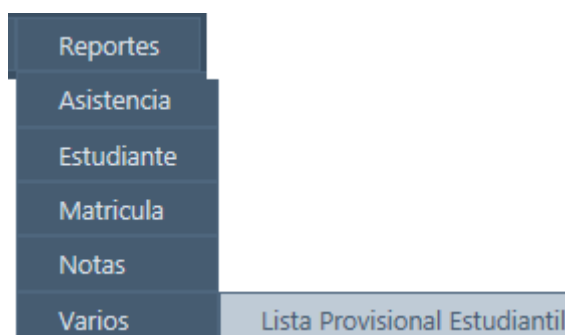 Reportes
Asistencia
Estudiante
Matricula
Notas
Varios Lista Provisional Estudiantil